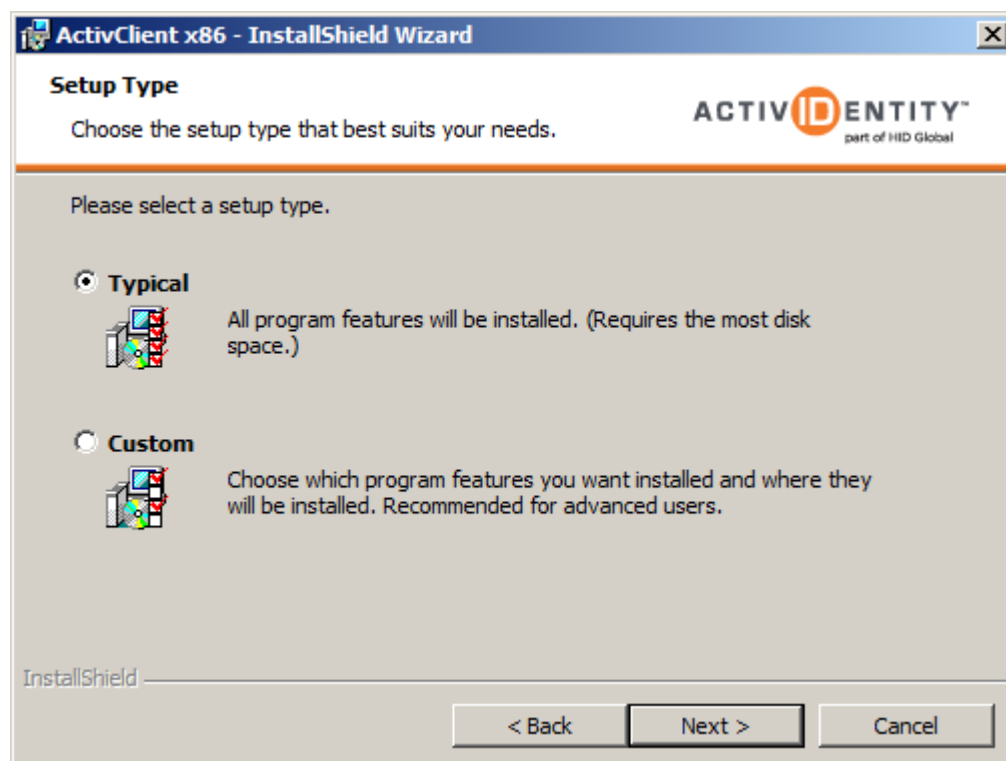 ActivClient x86 - InstallShield Wizard
Setup Type
Choose the setup type that best suits your needs.
ACTIVIDENTITY™
part of HID Global
Please select a setup type.
Typical
All program features will be installed. (Requires the most disk
space.)
Custom
Choose which program features you want installed and where they
will be installed. Recommended for advanced users.
InstallShield
< Back
Next >
Cancel